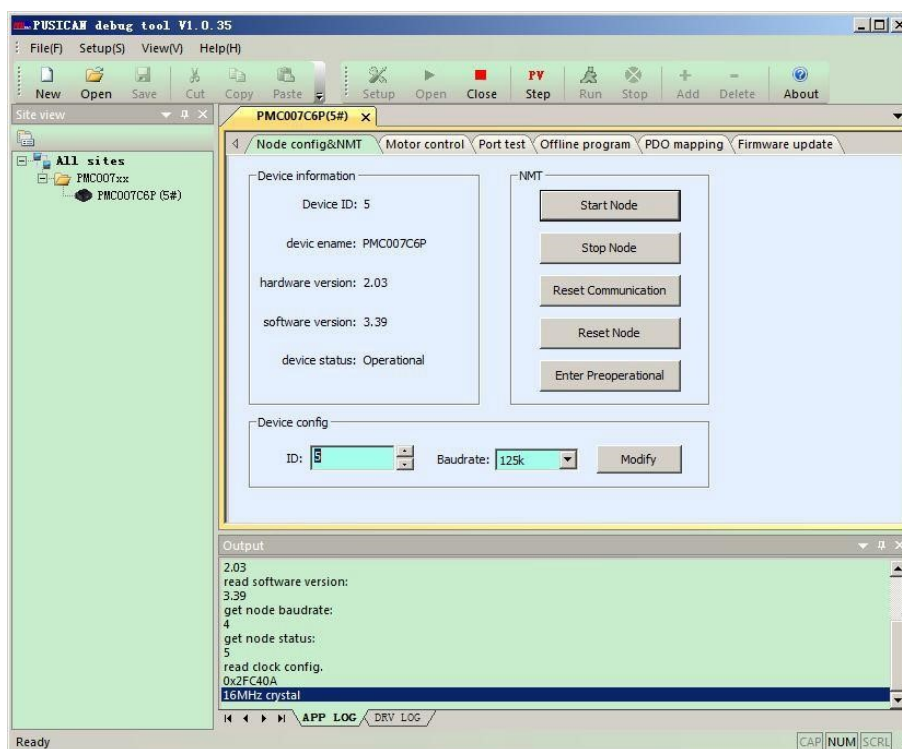 PUSICAN debug tool V1.0.35
File(F) Setup(S) View(V) Help(H)
New Open Save Cut Copy Paste Setup Open Close Step Run Stop Add Delete About
PV
Site view
All sites
PMC007xx
PMC007C6P(5#)
PMC007C6P(5#) x
Node config&NMT Motor control Port test Offline program PDO mapping Firmware update
Device information
Device ID: 5
devic ename: PMC007C6P
hardware version: 2.03
software version: 3.39
device status: Operational
NMT
Start Node
Stop Node
Reset Communication
Reset Node
Enter Preoperational
Device config
ID: 5 Baudrate: 125k Modify
Output
2.03
read software version:
3.39
get node baudrate:
4
get node status:
5
read clock config.
0x2FC40A
16MHz crystal
APP LOG DRV LOG
Ready CAP NUM SCRL